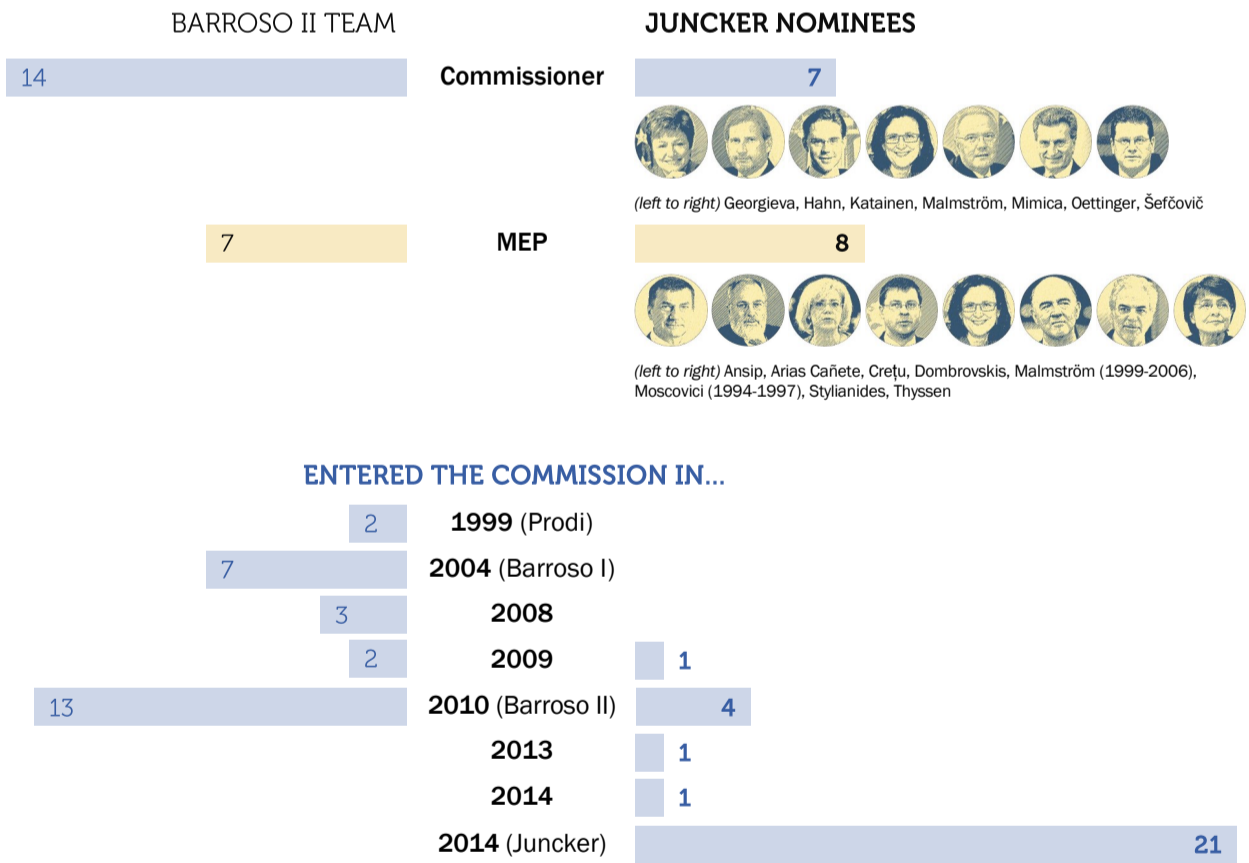 BARROSO II TEAM
JUNCKER NOMINEES
14 Commissioner 7
(left to right) Georgieva, Hahn, Katainen, Malmström, Mimica, Oettinger, Šefčovič
7 MEP 8
(left to right) Ansip, Arias Cañete, Crețu, Dombrovskis, Malmström (1999-2006),
Moscovici (1994-1997), Stylianides, Thyssen
ENTERED THE COMMISSION IN...
2 1999 (Prodi)
7 2004 (Barroso I)
3 2008
2 2009 1
13 2010 (Barroso II) 4
2013 1
2014 1
2014 (Juncker) 21